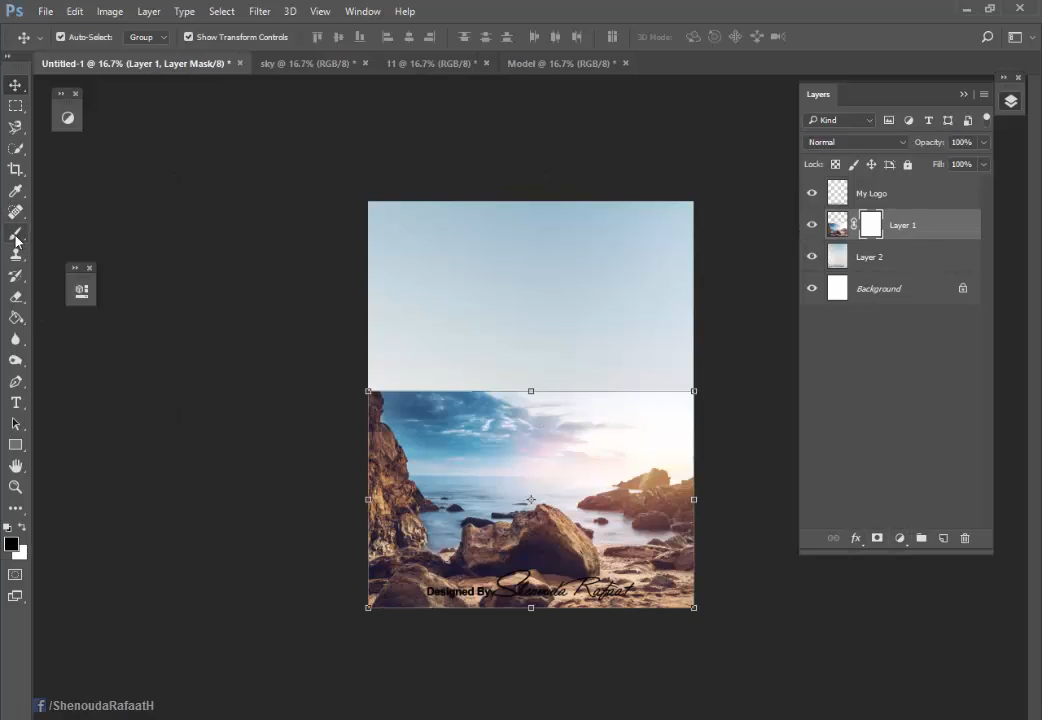 Ps File Edit Image Layer Type Select Filter 3D View Window Help
Auto-Select: Group Show Transform Controls 3D Mode:
Untitled-1 @ 16.7% (Layer 1, Layer Mask/8) * × sky @ 16.7% (RGB/8) * × 11 @ 16.7% (RGB/8) * × Model @ 16.7% (RGB/8) * ×
Layers
Kind
Normal Opacity: 100%
Lock: Fill: 100%
My Logo
Layer 1
Layer 2
Background
Designed By: Shenouda Rafaat
f /ShenoudaRafaatH